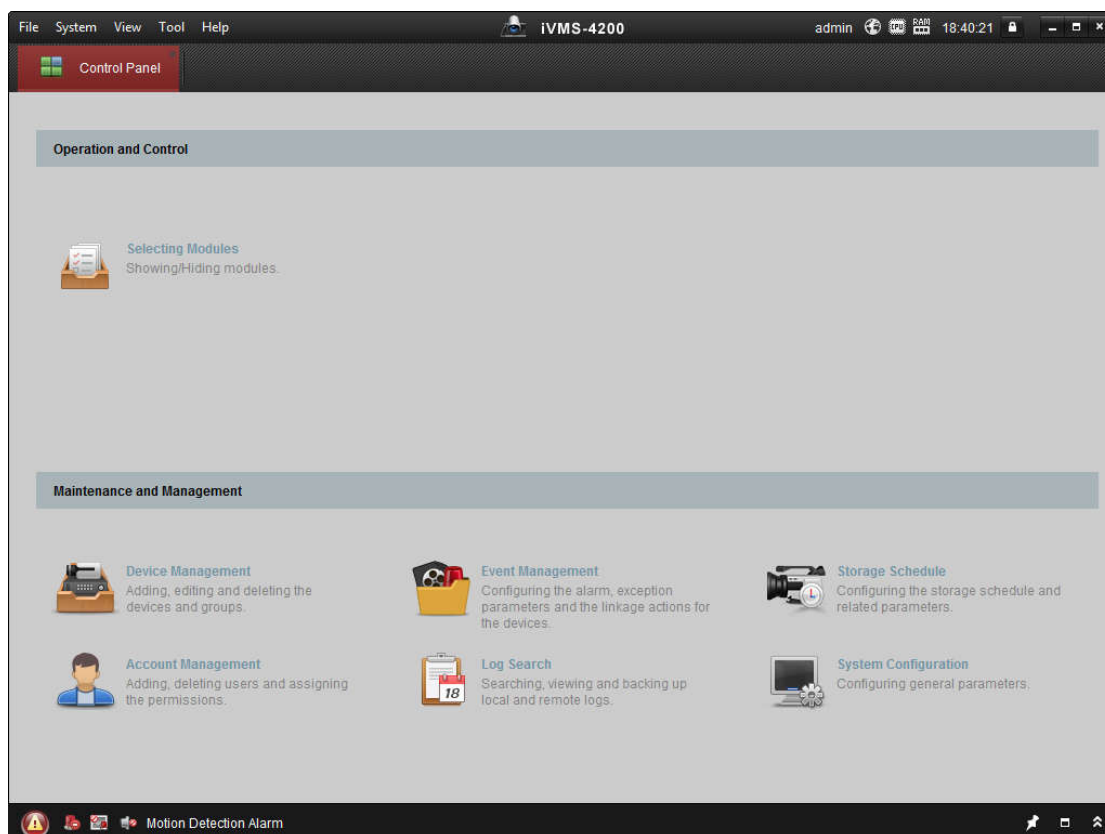 File System View Tool Help iVMS-4200 admin CPU RAM 18:40:21
Control Panel
Operation and Control
Selecting Modules
Showing/Hiding modules.
Maintenance and Management
Device Management
Adding, editing and deleting the
devices and groups.
Event Management
Configuring the alarm, exception
parameters and the linkage actions for
the devices.
Storage Schedule
Configuring the storage schedule and
related parameters.
Account Management
Adding, deleting users and assigning
the permissions.
18
Log Search
Searching, viewing and backing up
local and remote logs.
System Configuration
Configuring general parameters.
Motion Detection Alarm